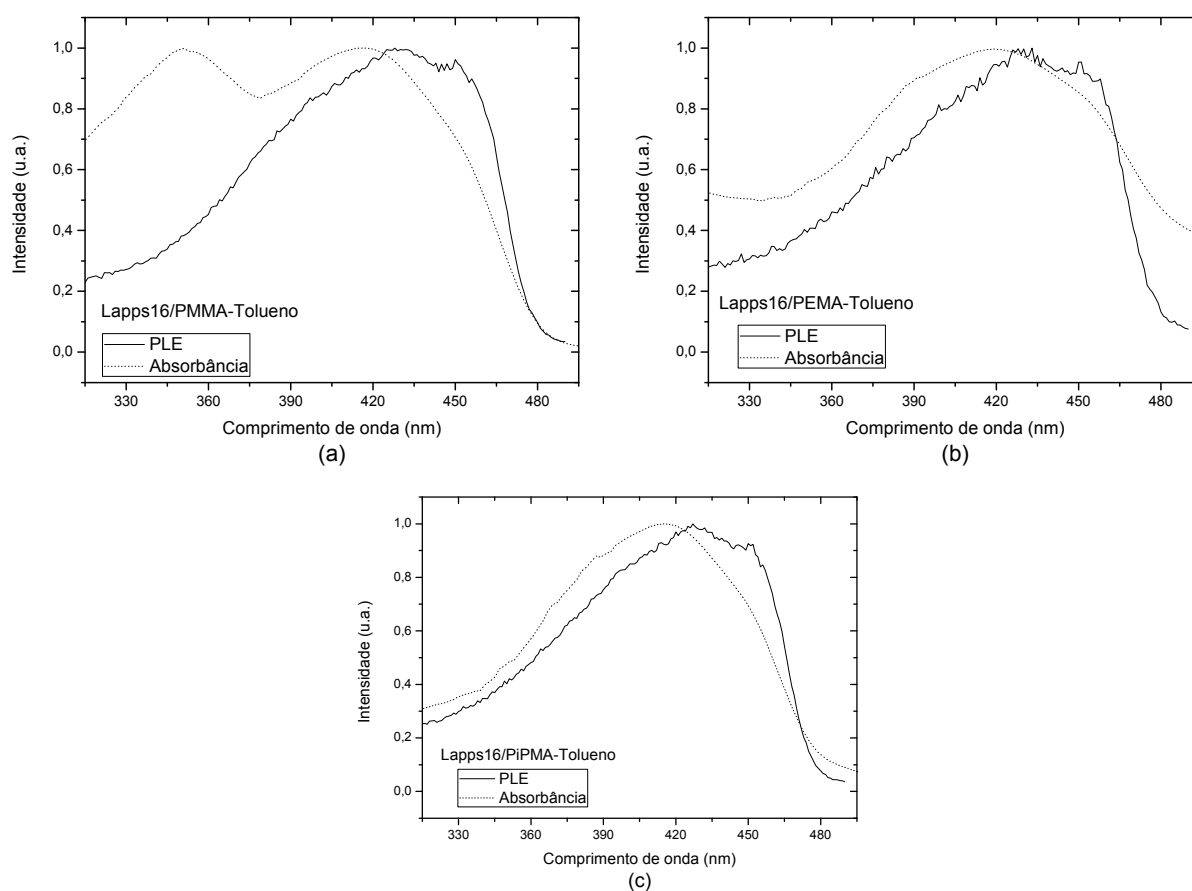 1,0
0,8
0,6
0,4
0,2
0,0
Intensidade (u.a.)
Lapps16/PMMA-Tolueno
PLE
Absorbância
330 360 390 420 450 480
Comprimento de onda (nm)
(a)
1,0
0,8
0,6
0,4
0,2
0,0
Intensidade (u.a.)
Lapps16/PEMA-Tolueno
PLE
Absorbância
330 360 390 420 450 480
Comprimento de onda (nm)
(b)
1,0
0,8
0,6
0,4
0,2
0,0
Intensidade (u.a.)
Lapps16/PiPMA-Tolueno
PLE
Absorbância
330 360 390 420 450 480
Comprimento de onda (nm)
(c)